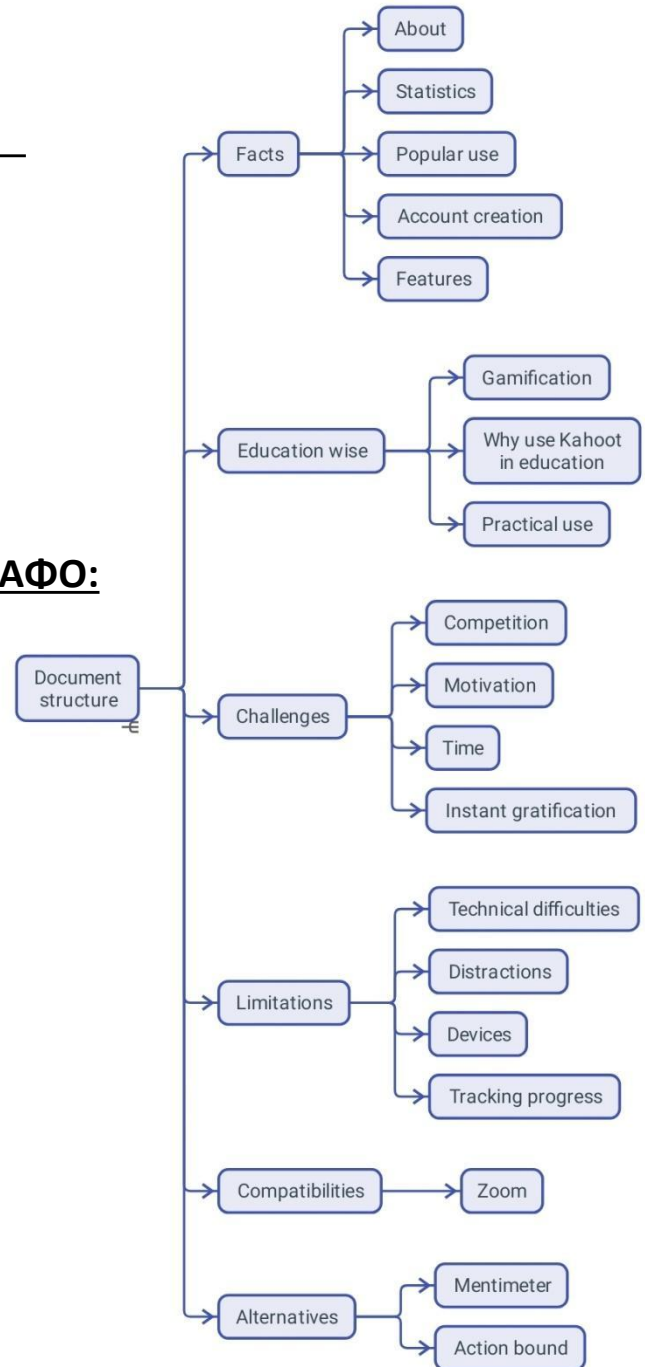 About
Statistics
Facts
Popular use
Account creation
Features
Gamification
Education wise
Why use Kahoot
in education
Practical use
ΑΦΟ:
Document
structure
Competition
Motivation
Challenges
Time
Instant gratification
Technical difficulties
Distractions
Limitations
Devices
Tracking progress
Compatibilities
Zoom
Mentimeter
Alternatives
Action bound